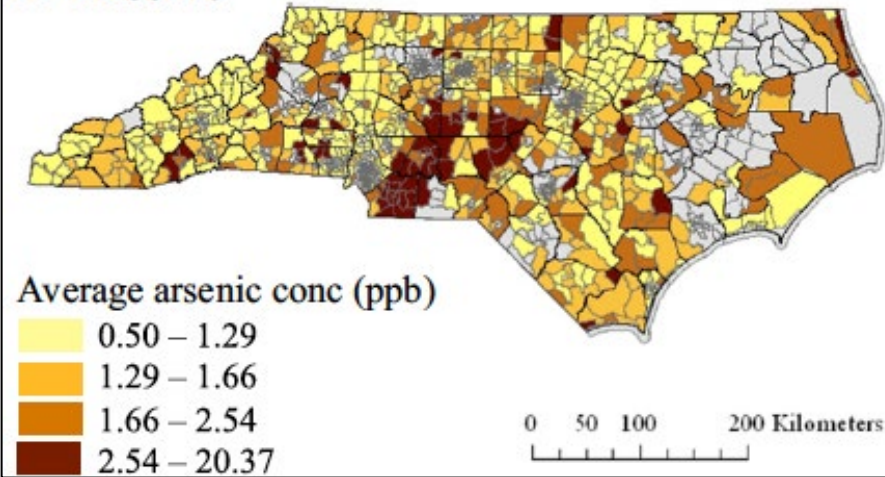 Average arsenic conc (ppb)
0.50 – 1.29
1.29 – 1.66
1.66 – 2.54
2.54 – 20.37
0 50 100 200 Kilometers